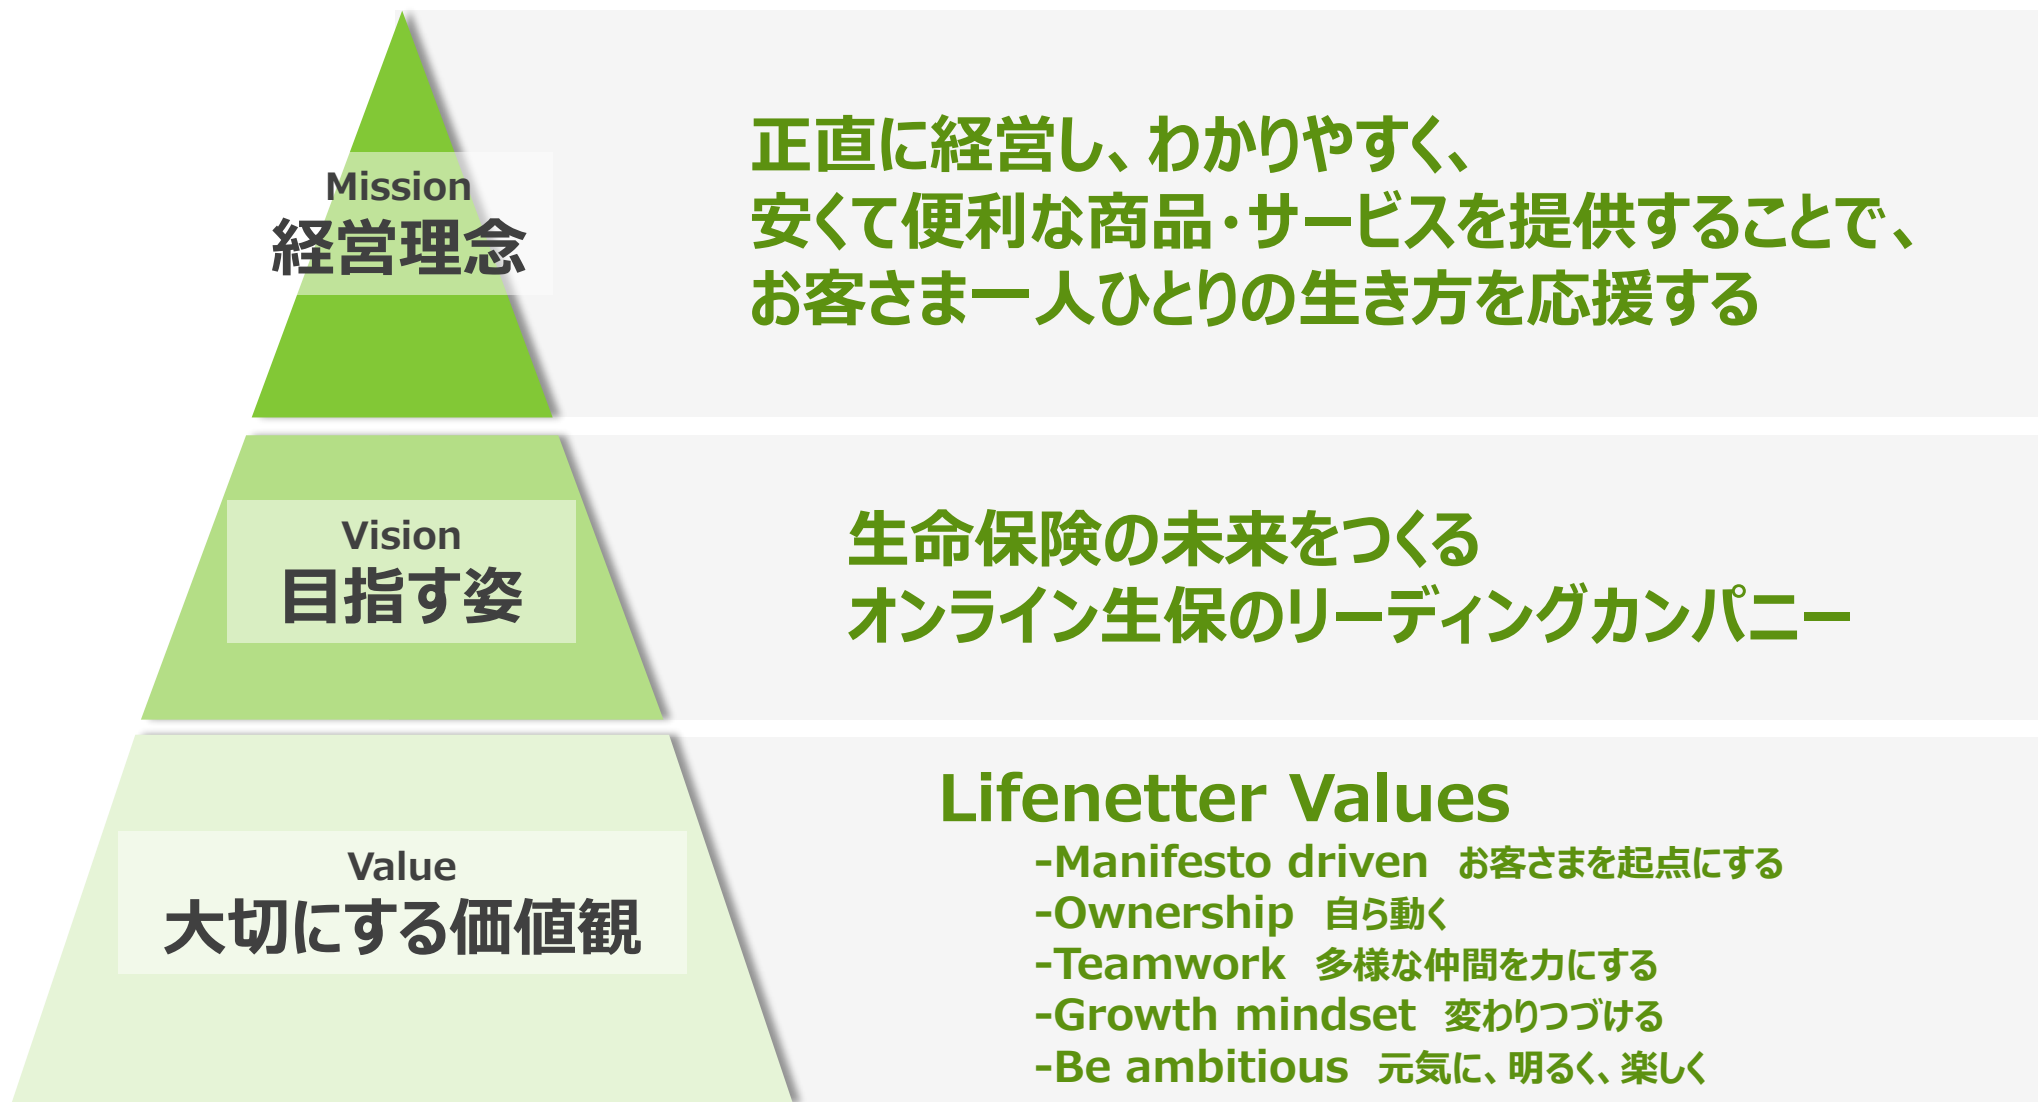 Mission
経営理念
正直に経営し、わかりやすく、
安くて便利な商品・サービスを提供することで、
お客さま一人ひとりの生き方を応援する
Vision
目指す姿
生命保険の未来をつくる
オンライン生保のリーディングカンパニー
Value
大切にする価値観
Lifenetter Values
-Manifesto driven お客さまを起点にする
-Ownership 自ら動く
-Teamwork 多様な仲間を力にする
-Growth mindset 変わりつづける
-Be ambitious 元気に、明るく、楽しく